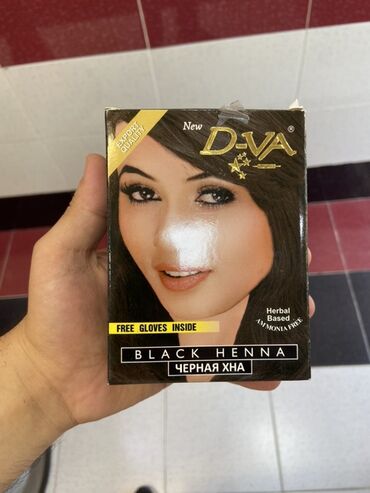 EXPORT
QUALITY
New D-VA®
Herbal
Based
AMMONIA FREE
FREE GLOVES INSIDE
BLACK HENNA
ЧЕРНАЯ ХНА